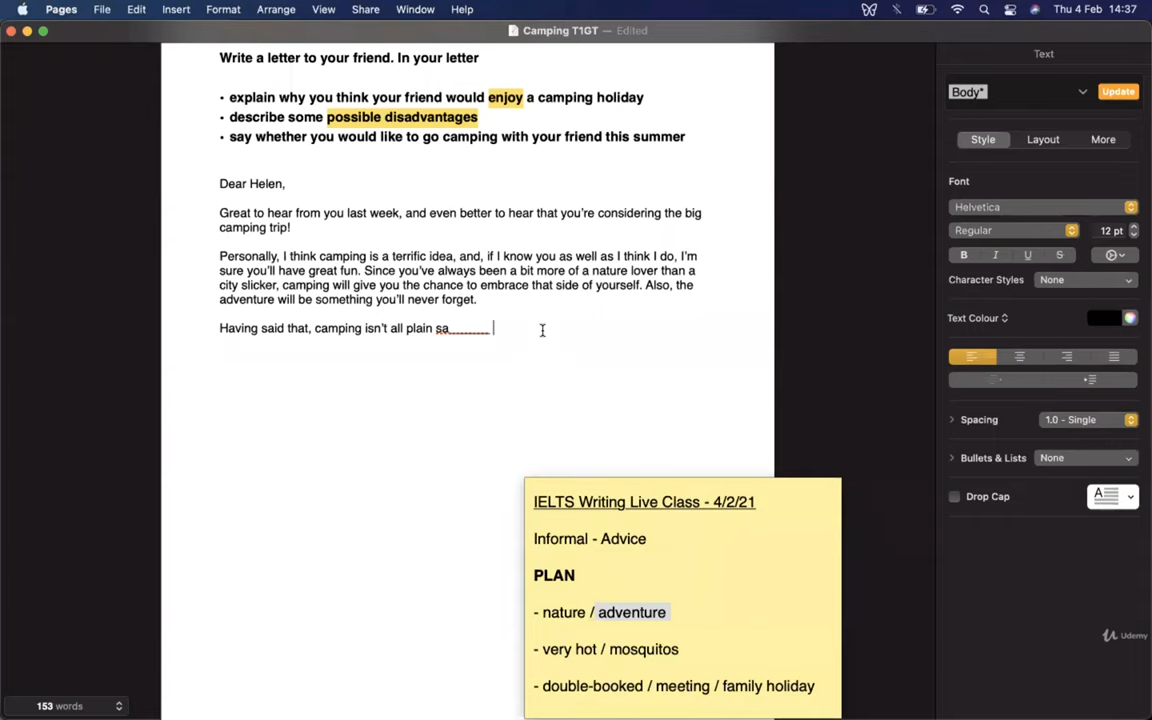 Pages File Edit Insert Format Arrange View Share Window Help Thu 4 Feb 14:37
Camping T1GT — Edited
Write a letter to your friend. In your letter
• explain why you think your friend would enjoy a camping holiday
• describe some possible disadvantages
• say whether you would like to go camping with your friend this summer
Dear Helen,
Great to hear from you last week, and even better to hear that you're considering the big
camping trip!
Personally, I think camping is a terrific idea, and, if I know you as well as I think I do, I'm
sure you'll have great fun. Since you've always been a bit more of a nature lover than a
city slicker, camping will give you the chance to embrace that side of yourself. Also, the
adventure will be something you'll never forget.
Having said that, camping isn't all plain sa_______
IELTS Writing Live Class - 4/2/21
Informal - Advice
PLAN
- nature / adventure
- very hot / mosquitos
- double-booked / meeting / family holiday
153 words
Text
Body*
Update
Style Layout More
Font
Helvetica
Regular 12 pt
B I U S
Character Styles None
Text Colour
Spacing 1.0 - Single
Bullets & Lists None
Drop Cap
A
Udemy